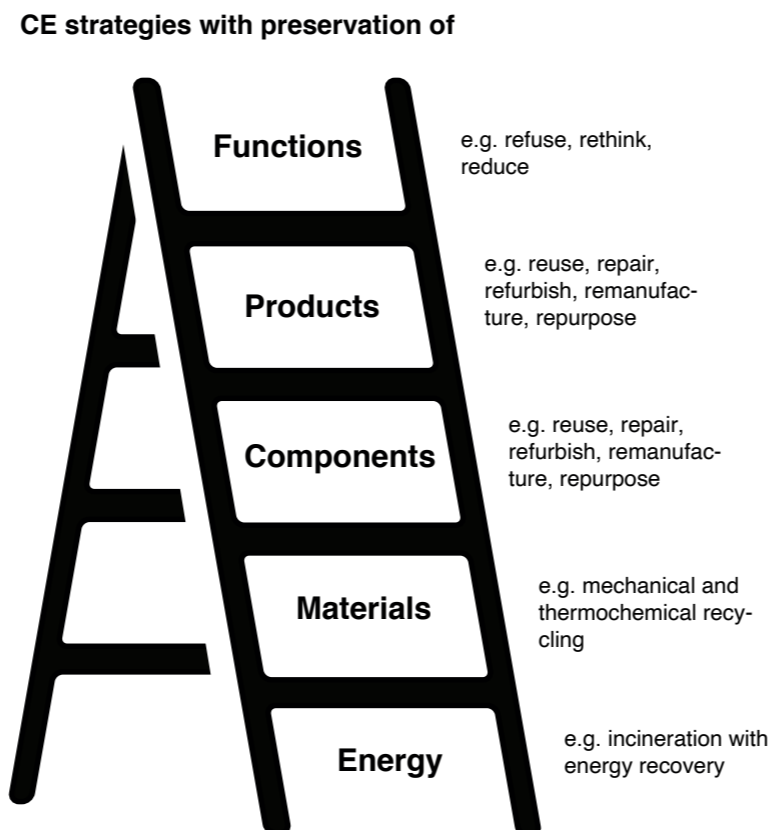 CE strategies with preservation of
Functions
e.g. refuse, rethink,
reduce
Products
e.g. reuse, repair,
refurbish, remanufac-
ture, repurpose
Components
e.g. reuse, repair,
refurbish, remanufac-
ture, repurpose
Materials
e.g. mechanical and
thermochemical recy-
cling
Energy
e.g. incineration with
energy recovery